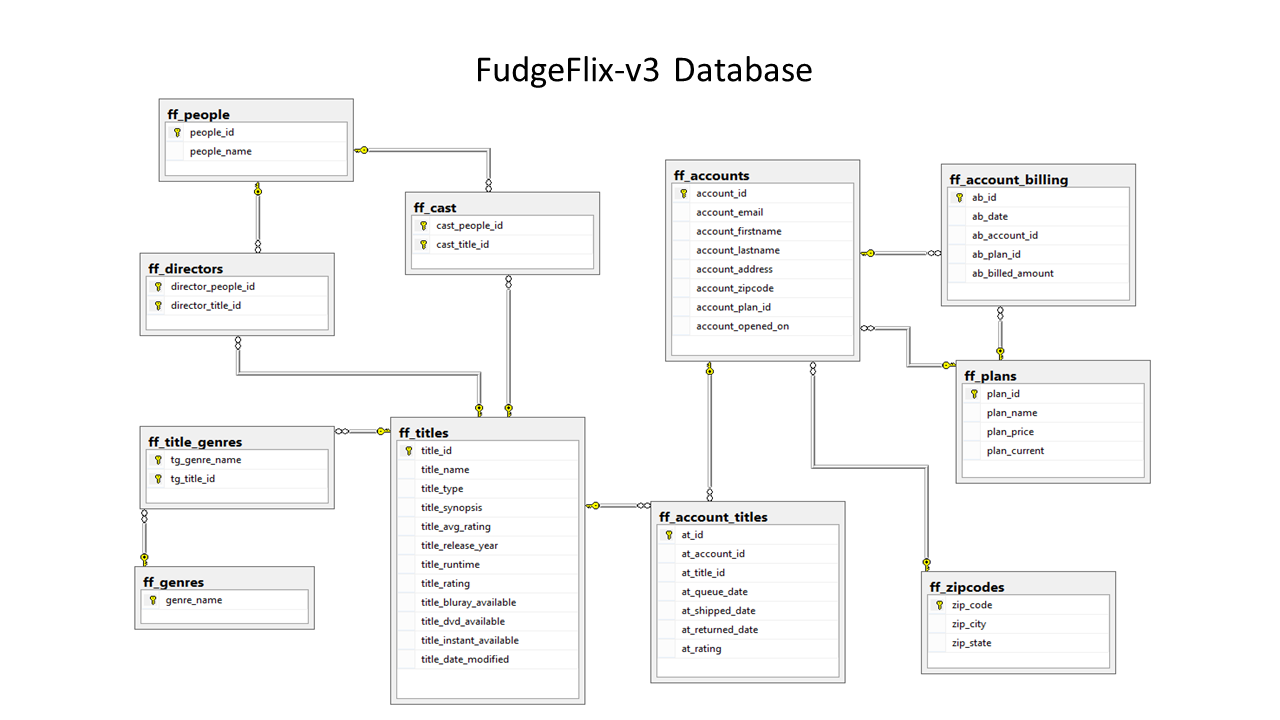 FudgeFlix-v3 Database
ff_people
people_id
people_name
ff_cast
cast_people_id
cast_title_id
ff_directors
director_people_id
director_title_id
ff_title_genres
tg_genre_name
tg_title_id
ff_genres
genre_name
ff_titles
title_id
title_name
title_type
title_synopsis
title_avg_rating
title_release_year
title_runtime
title_rating
title_bluray_available
title_dvd_available
title_instant_available
title_date_modified
ff_accounts
account_id
account_email
account_firstname
account_lastname
account_address
account_zipcode
account_plan_id
account_opened_on
ff_account_billing
ab_id
ab_date
ab_account_id
ab_plan_id
ab_billed_amount
ff_plans
plan_id
plan_name
plan_price
plan_current
ff_account_titles
at_id
at_account_id
at_title_id
at_queue_date
at_shipped_date
at_returned_date
at_rating
ff_zipcodes
zip_code
zip_city
zip_state